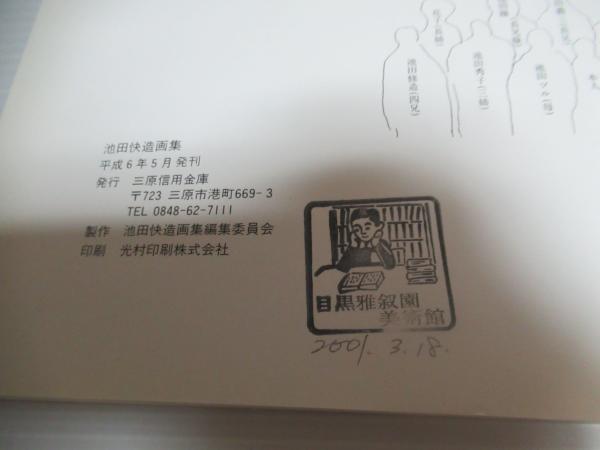 池田修造(四兄)
池田秀子(三姉)
池田ツル(母)
本人
池田快造画集
平成6年5月発刊
発行 三原信用金庫
〒723 三原市港町669-3
TEL 0848-62-7111
製作 池田快造画集編集委員会
印刷 光村印刷株式会社
目黒雅叙園
美術館
2001. 3. 18.